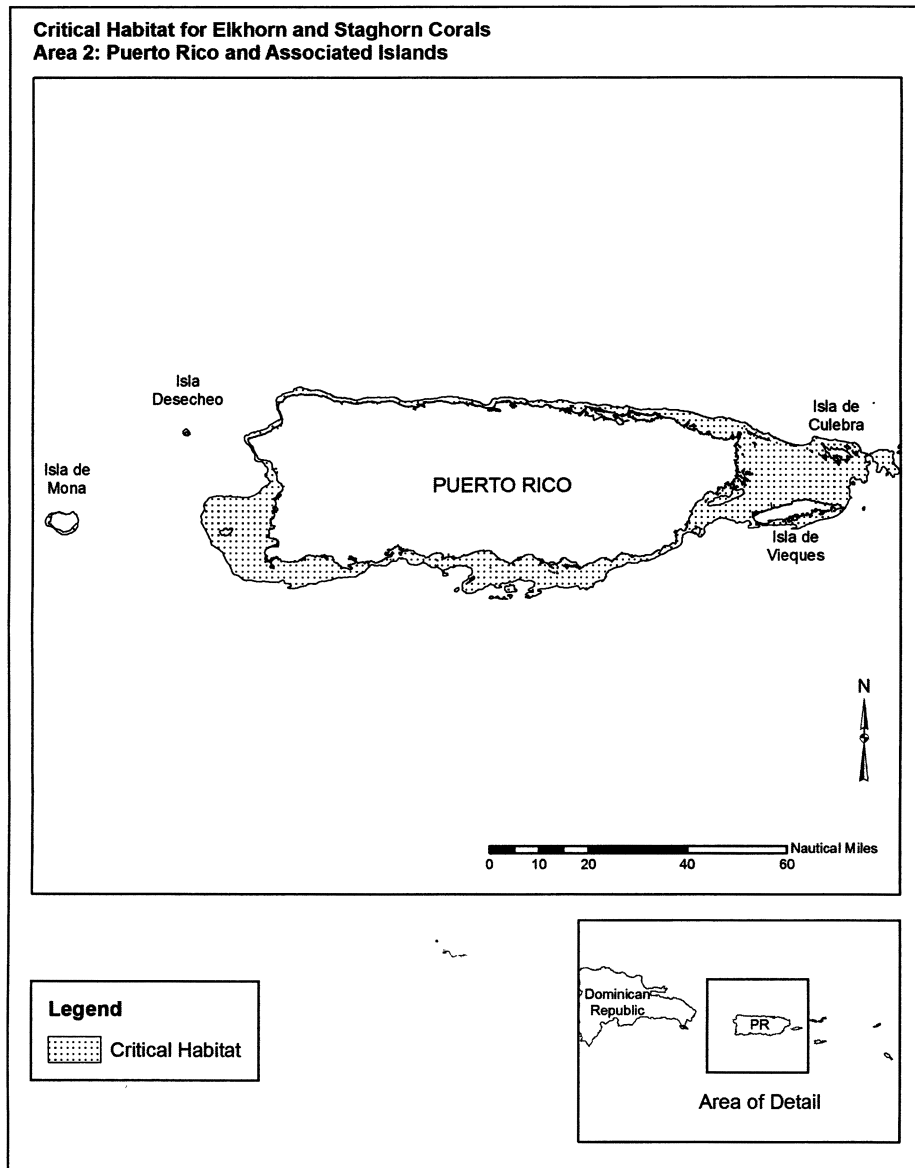 Critical Habitat for Elkhorn and Staghorn Corals
Area 2: Puerto Rico and Associated Islands
Isla
Desecheo
Isla de
Culebra
Isla de
Mona
PUERTO RICO
Isla de
Vieques
N
Nautical Miles
0 10 20 40 60
Legend
Critical Habitat
Dominican
Republic
PR
Area of Detail